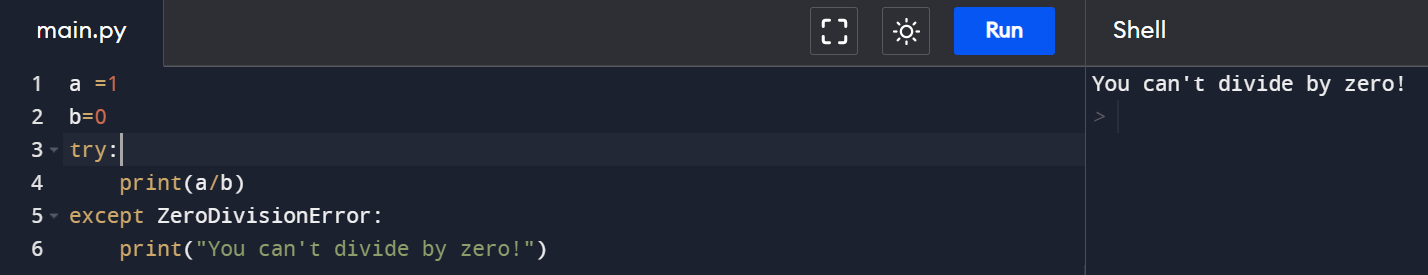 main.py
Run
Shell
1 a =1
2 b=0
3 try:
4     print(a/b)
5 except ZeroDivisionError:
6     print("You can't divide by zero!")
You can't divide by zero!
>